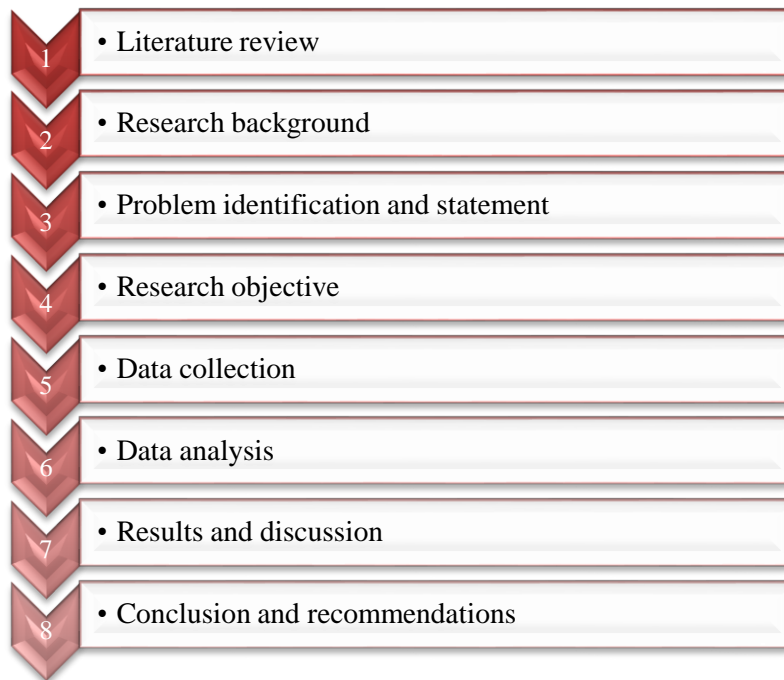 1
• Literature review
2
• Research background
3
• Problem identification and statement
4
• Research objective
5
• Data collection
6
• Data analysis
7
• Results and discussion
8
• Conclusion and recommendations